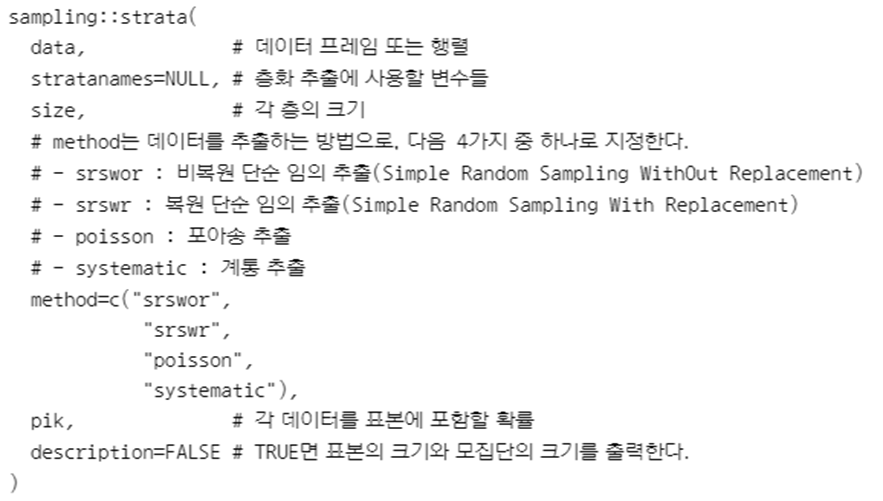 sampling::strata(
  data,              # 데이터 프레임 또는 행렬
  stratanames=NULL, # 층화 추출에 사용할 변수들
  size,              # 각 층의 크기
  # method는 데이터를 추출하는 방법으로, 다음 4가지 중 하나로 지정한다.
  # - srswor : 비복원 단순 임의 추출(Simple Random Sampling WithOut Replacement)
  # - srswr : 복원 단순 임의 추출(Simple Random Sampling With Replacement)
  # - poisson : 포아송 추출
  # - systematic : 계통 추출
  method=c("srswor",
           "srswr",
           "poisson",
           "systematic"),
  pik,               # 각 데이터를 표본에 포함할 확률
  description=FALSE # TRUE면 표본의 크기와 모집단의 크기를 출력한다.
)